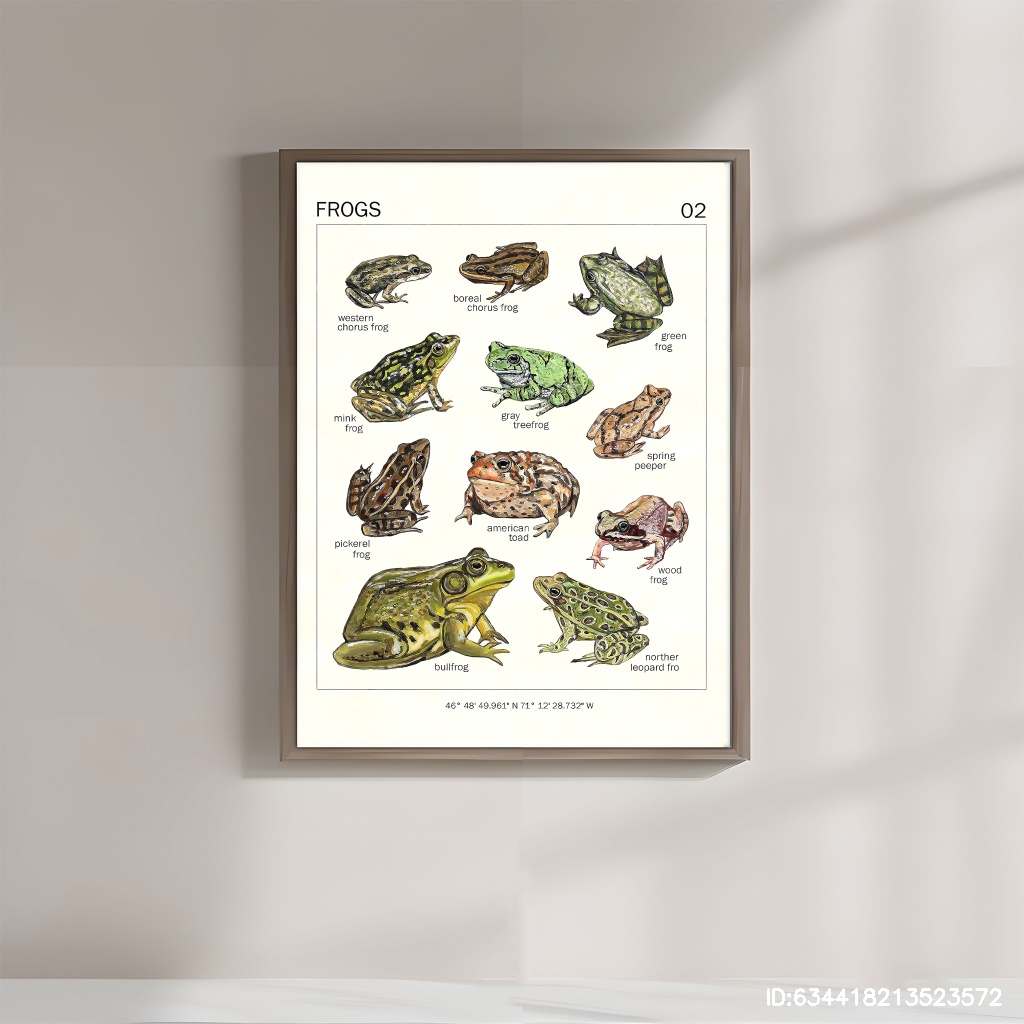 FROGS
02
western
chorus frog
boreal
chorus frog
green
frog
mink
frog
gray
treefrog
spring
peeper
pickerel
frog
american
toad
wood
frog
bullfrog
norther
leopard fro
46° 48' 49.961" N 71° 12' 28.732" W
ID:634418213523572